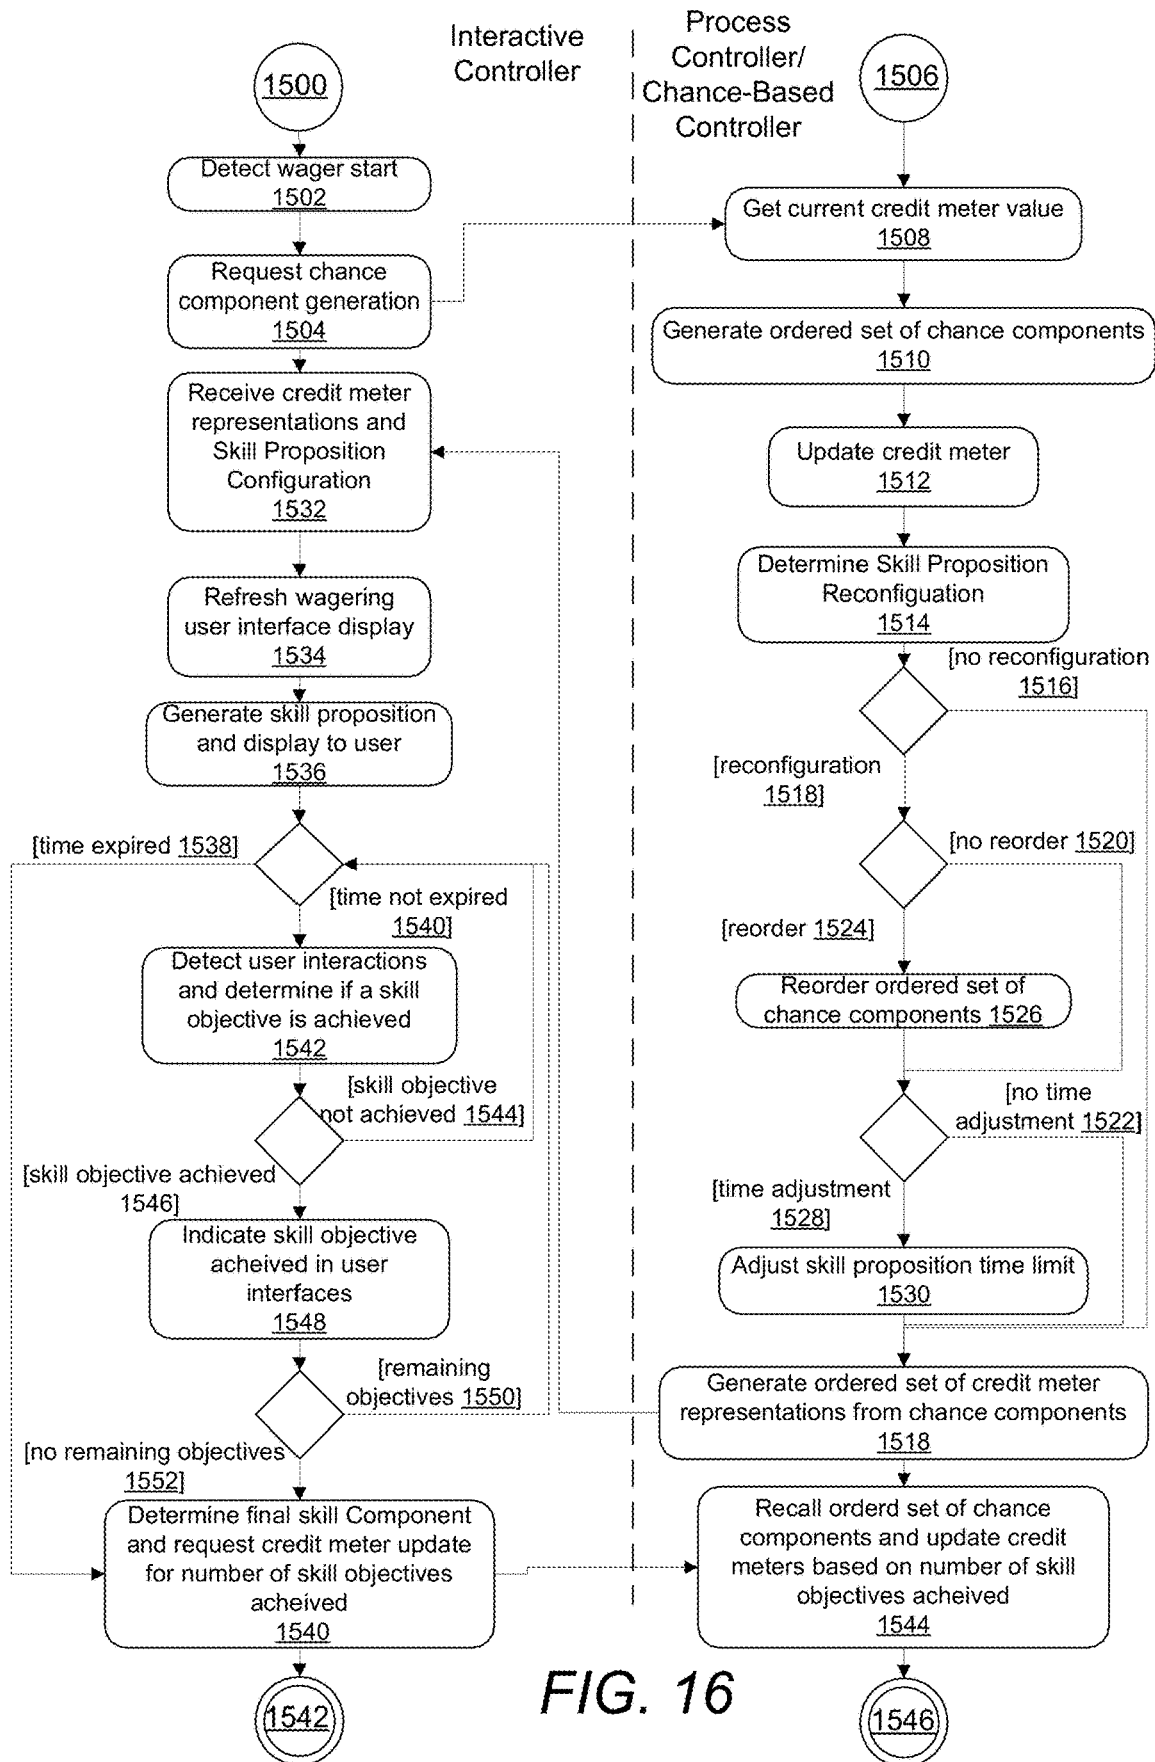 Interactive
Controller
Process
Controller/
Chance-Based
Controller
1500
Detect wager start
1502
Request chance
component generation
1504
Receive credit meter
representations and
Skill Proposition
Configuration
1532
Refresh wagering
user interface display
1534
Generate skill proposition
and display to user
1536
[time expired 1538]
[time not expired
1540]
Detect user interactions
and determine if a skill
objective is achieved
1542
[skill objective
not achieved 1544]
[skill objective achieved
1546]
Indicate skill objective
acheived in user
interfaces
1548
[remaining
objectives 1550]
[no remaining objectives
1552]
Determine final skill Component
and request credit meter update
for number of skill objectives
acheived
1540
1542
1506
Get current credit meter value
1508
Generate ordered set of chance components
1510
Update credit meter
1512
Determine Skill Proposition
Reconfiguation
1514
[no reconfiguration
1516]
[reconfiguration
1518]
[no reorder 1520]
[reorder 1524]
Reorder ordered set of
chance components 1526
[no time
adjustment 1522]
[time adjustment
1528]
Adjust skill proposition time limit
1530
Generate ordered set of credit meter
representations from chance components
1518
Recall orderd set of chance
components and update credit
meters based on number of skill
objectives acheived
1544
1546
FIG. 16